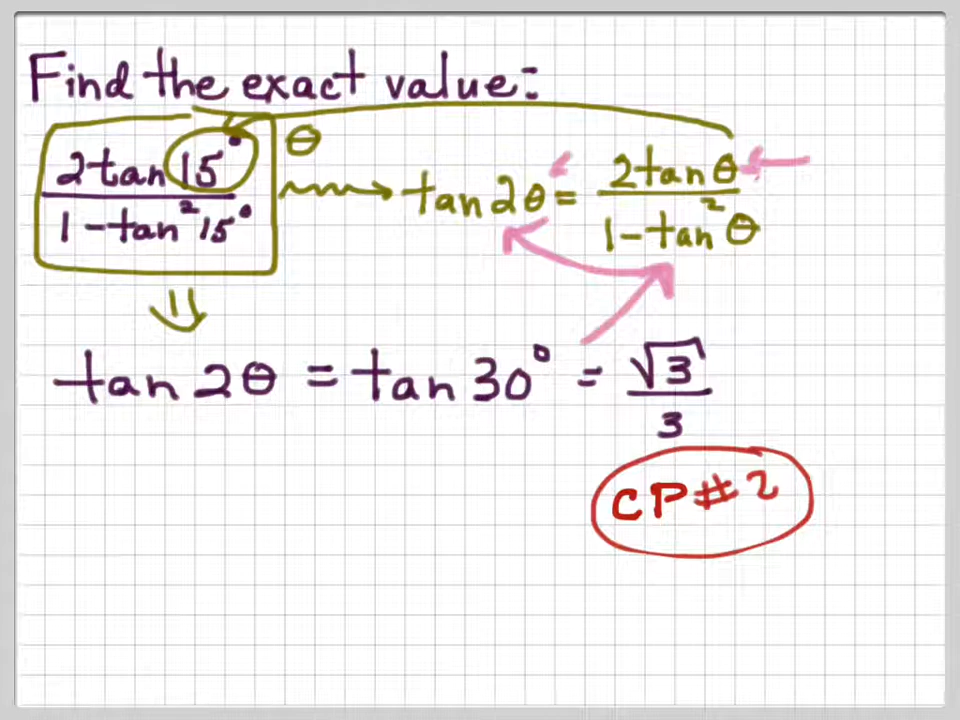 Find the exact value:
2tan 15° / 1 - tan² 15° θ tan 2θ = 2tan θ / 1 - tan² θ
tan 2θ = tan 30° = √3 / 3
CP#2